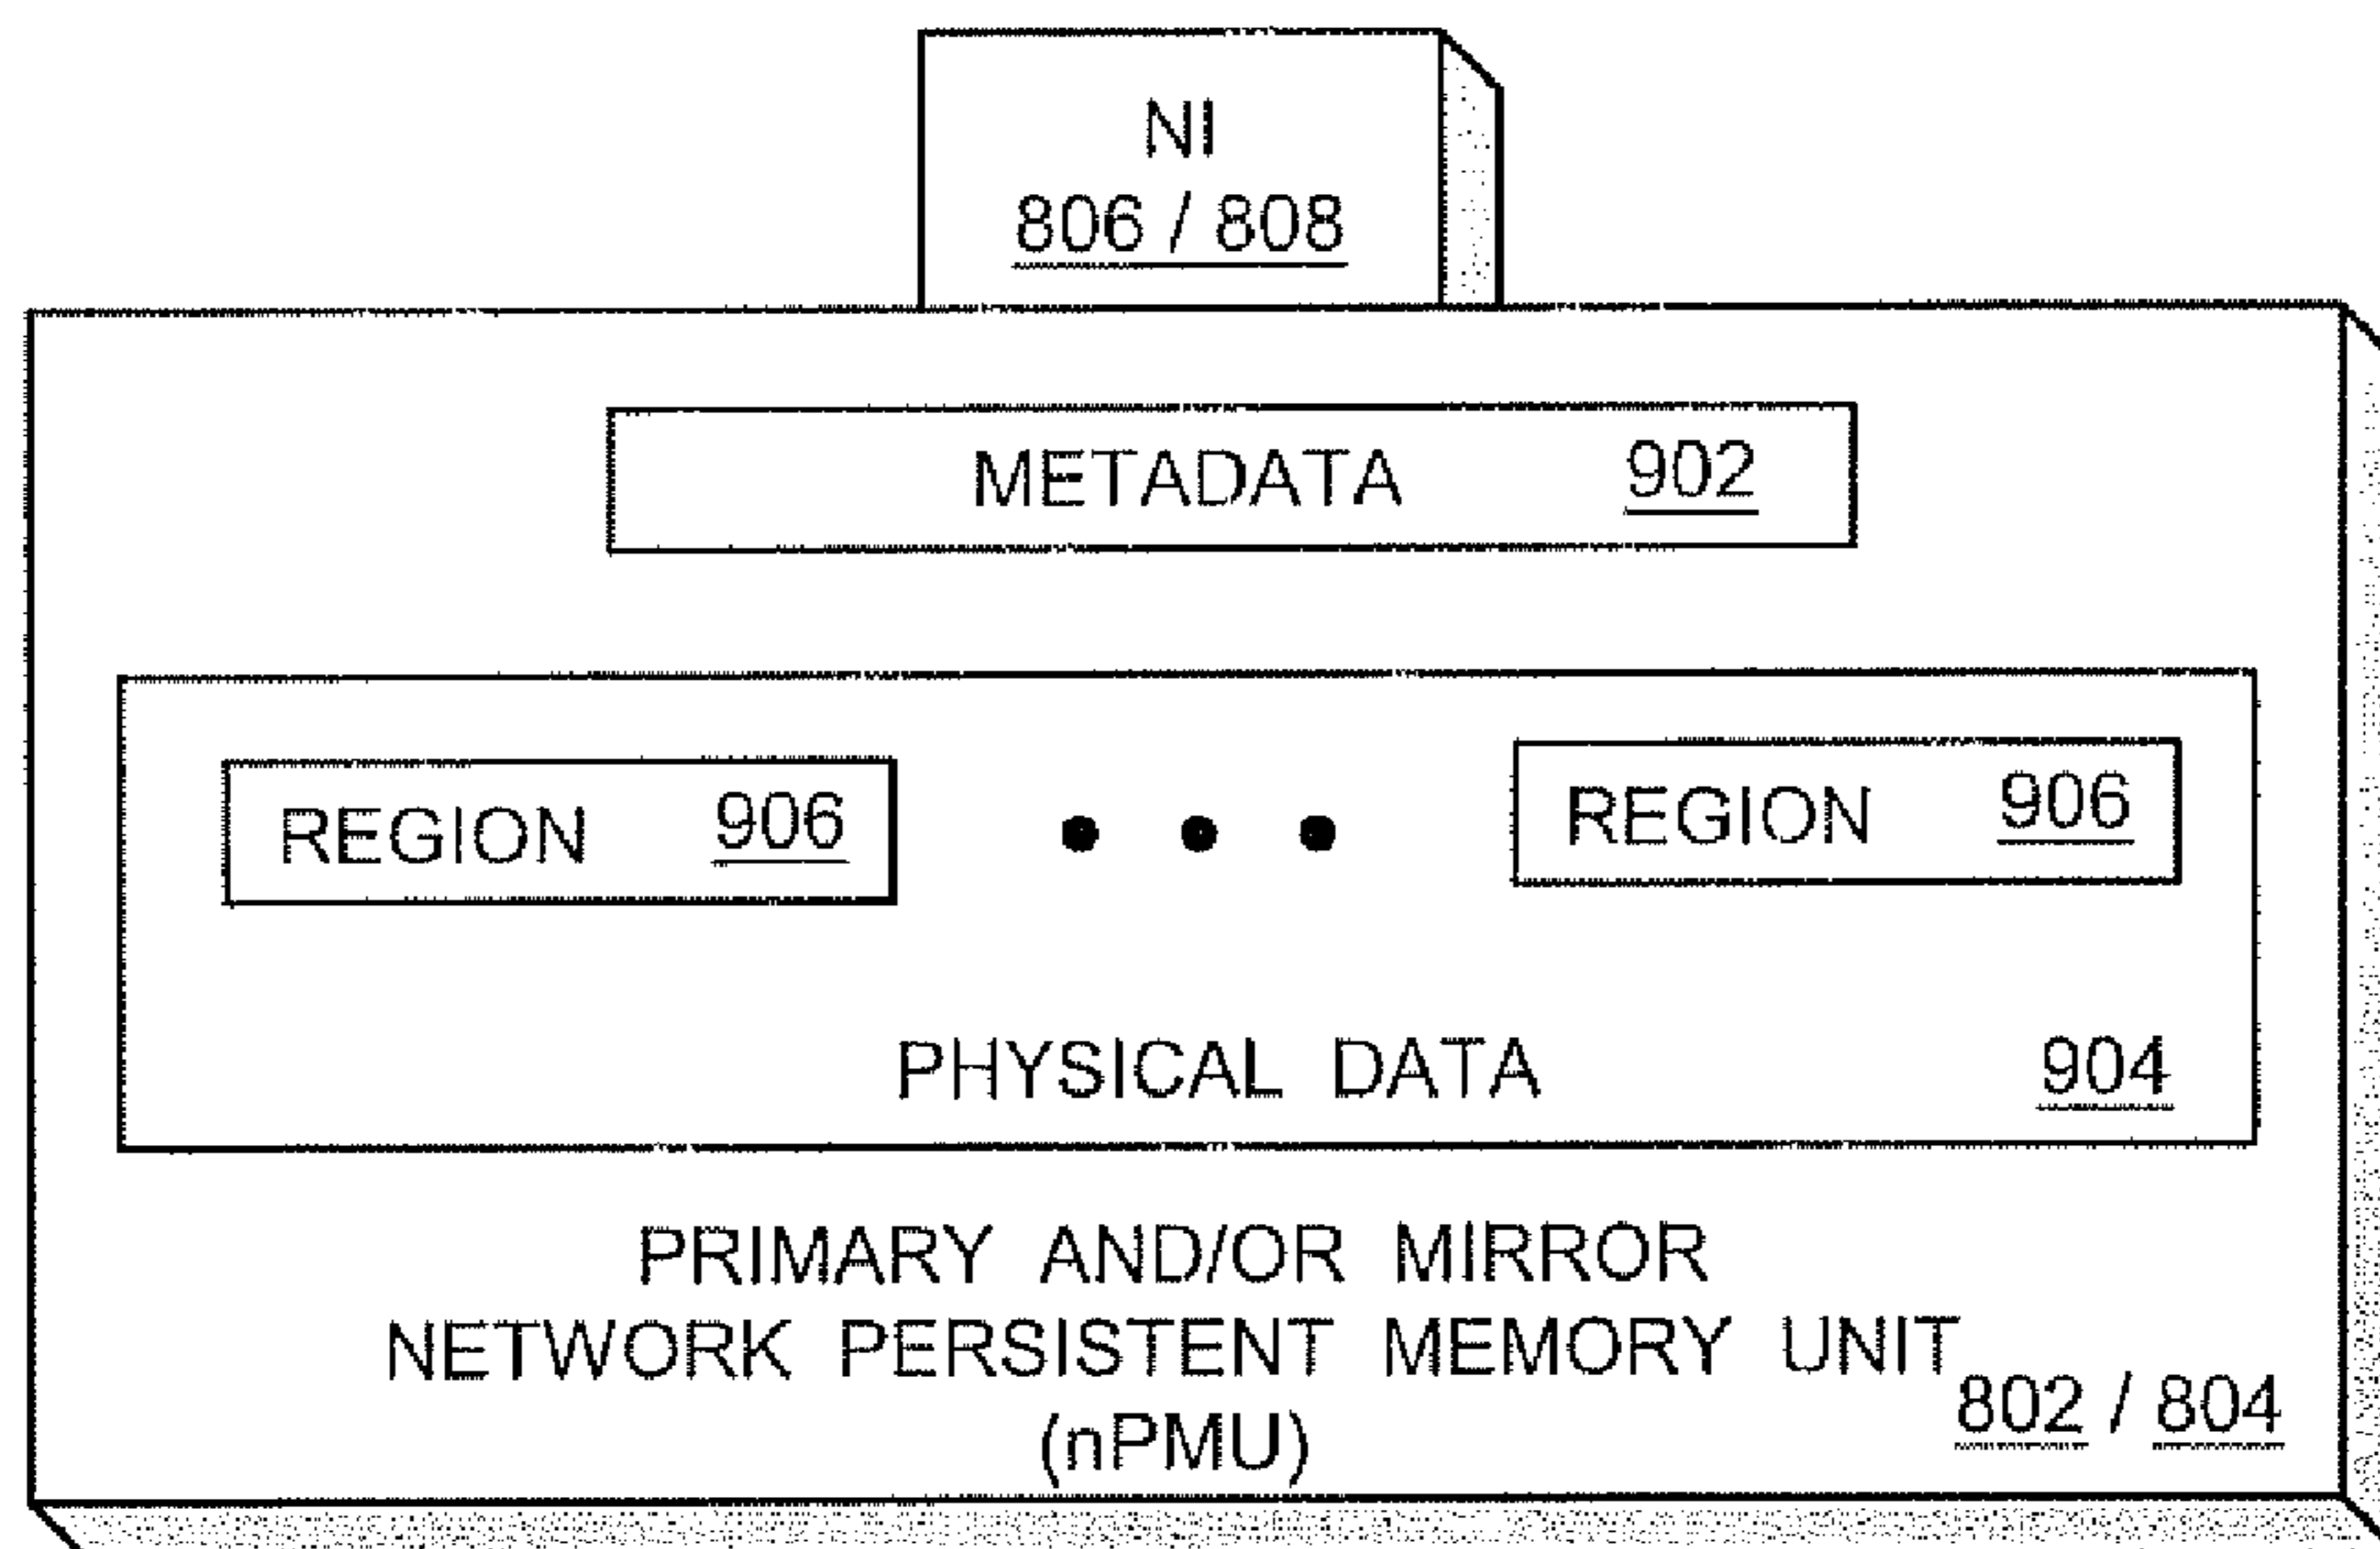 NI
806 / 808
METADATA 902
REGION 906 REGION 906
PHYSICAL DATA 904
PRIMARY AND/OR MIRROR
NETWORK PERSISTENT MEMORY UNIT
802 / 804
(nPMU)